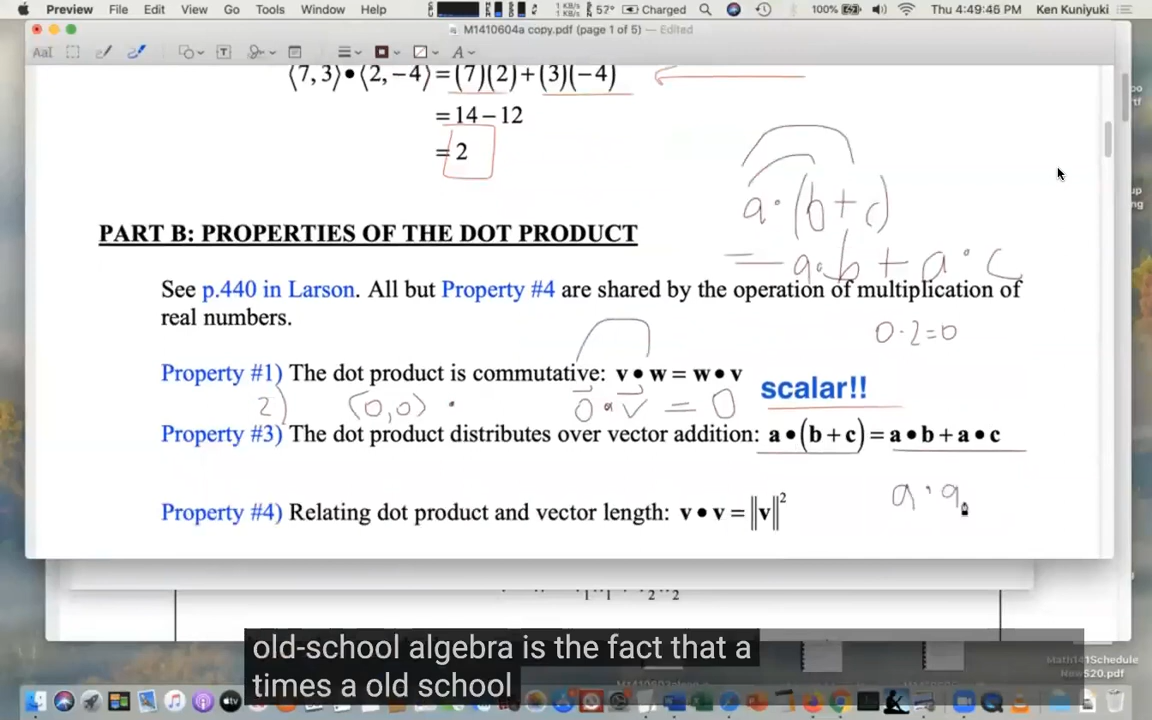 Preview File Edit View Go Tools Window Help 57° Charged 100% Thu 4:49:46 PM Ken Kuniyuki
M1410604a copy.pdf (page 1 of 5) — Edited
⟨7, 3⟩ • ⟨2, −4⟩ = (7)(2) + (3)(−4)
= 14 − 12
= 2
a · (b + c)
= a · b + a · c
PART B: PROPERTIES OF THE DOT PRODUCT
See p.440 in Larson. All but Property #4 are shared by the operation of multiplication of
real numbers.
0 · 2 = 0
Property #1) The dot product is commutative: v • w = w • v
scalar!!
2) ⟨0,0⟩ · 0 · v = 0
Property #3) The dot product distributes over vector addition: a • (b + c) = a • b + a • c
a · a
Property #4) Relating dot product and vector length: v • v = ‖v‖²
old-school algebra is the fact that a
times a old school
Math141Schedule
NewS20.pdf